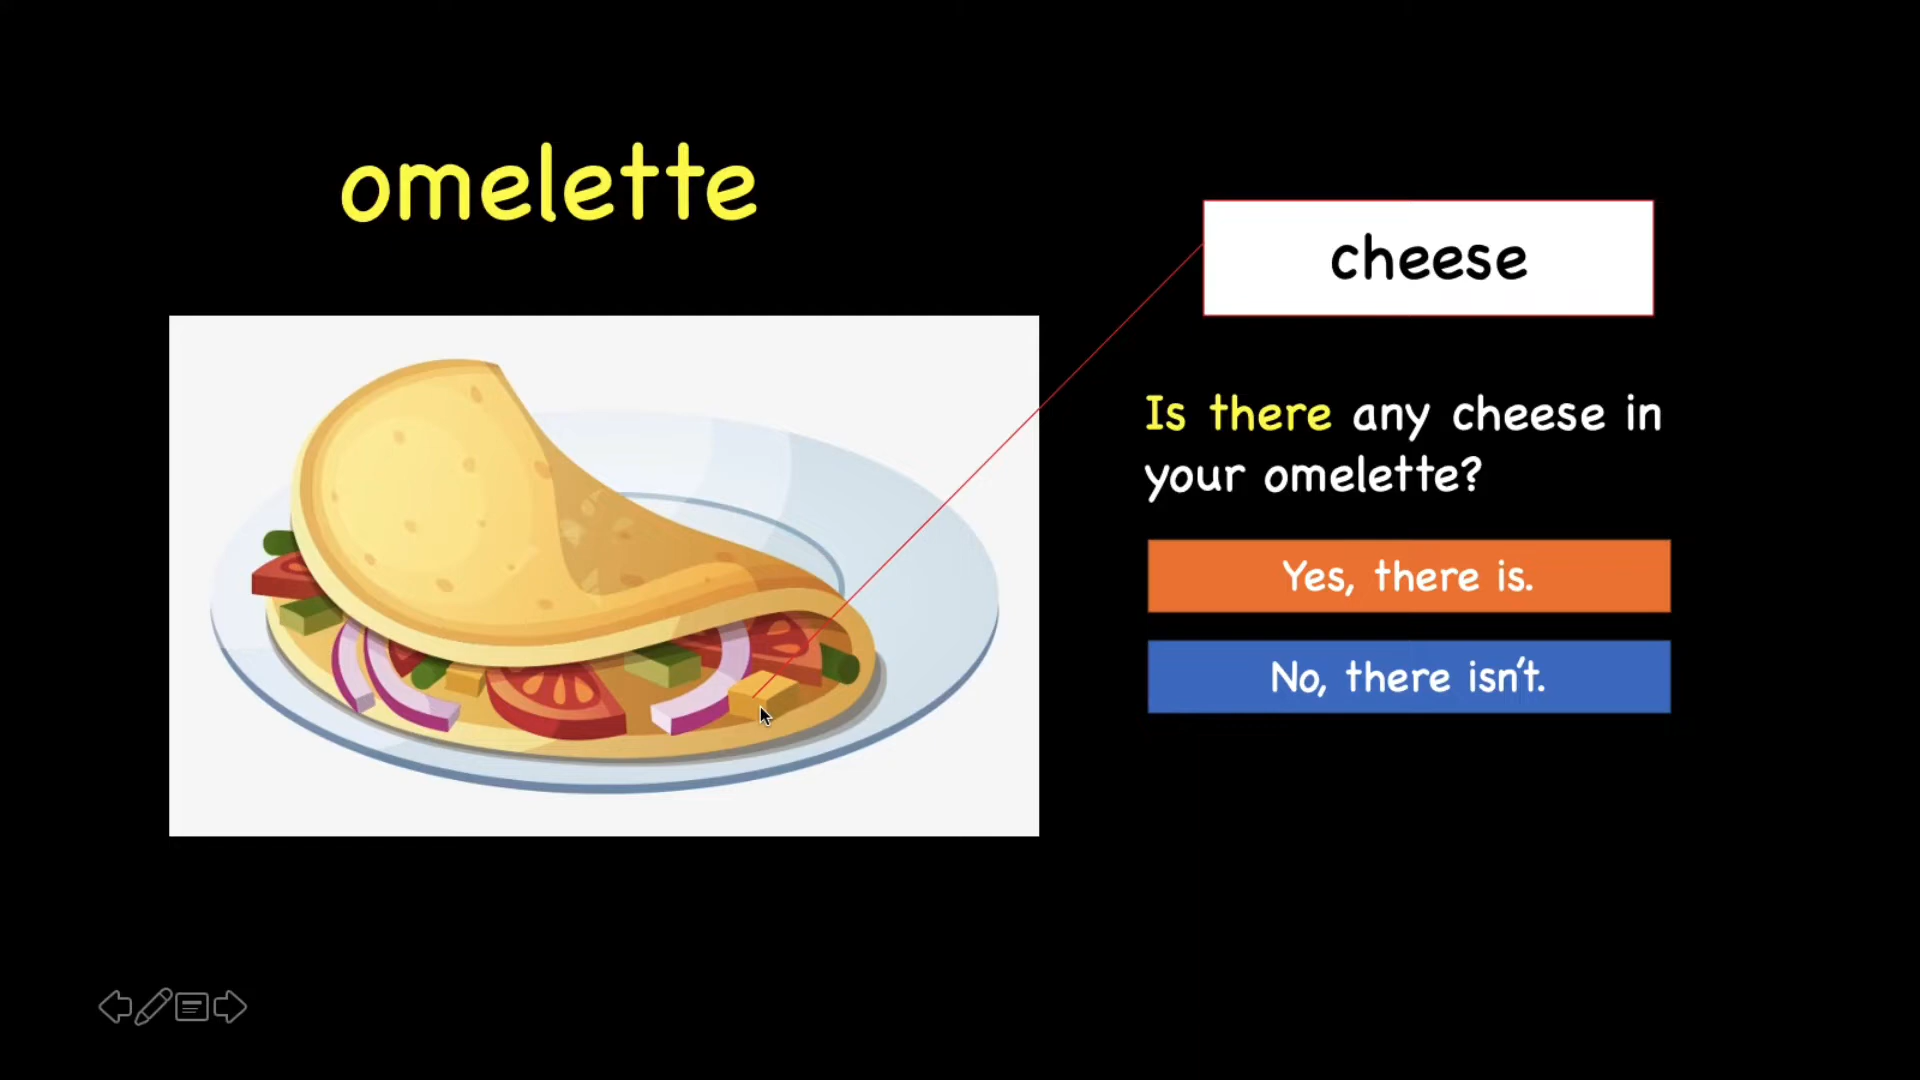 omelette
cheese
Is there any cheese in
your omelette?
Yes, there is.
No, there isn't.